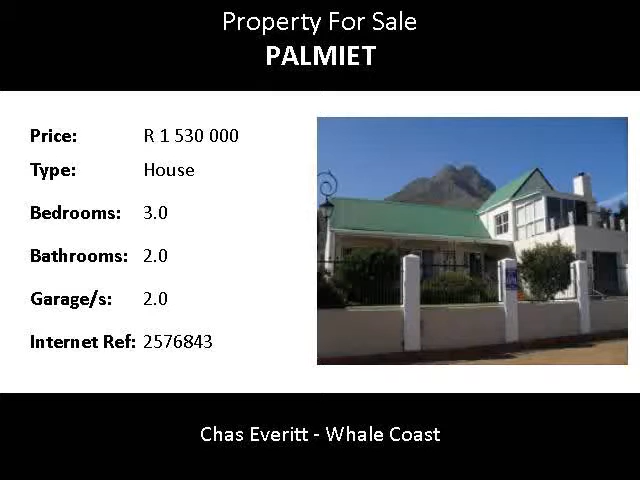 Property For Sale
PALMIET
Price: R 1 530 000
Type: House
Bedrooms: 3.0
Bathrooms: 2.0
Garage/s: 2.0
Internet Ref: 2576843
Chas Everitt - Whale Coast